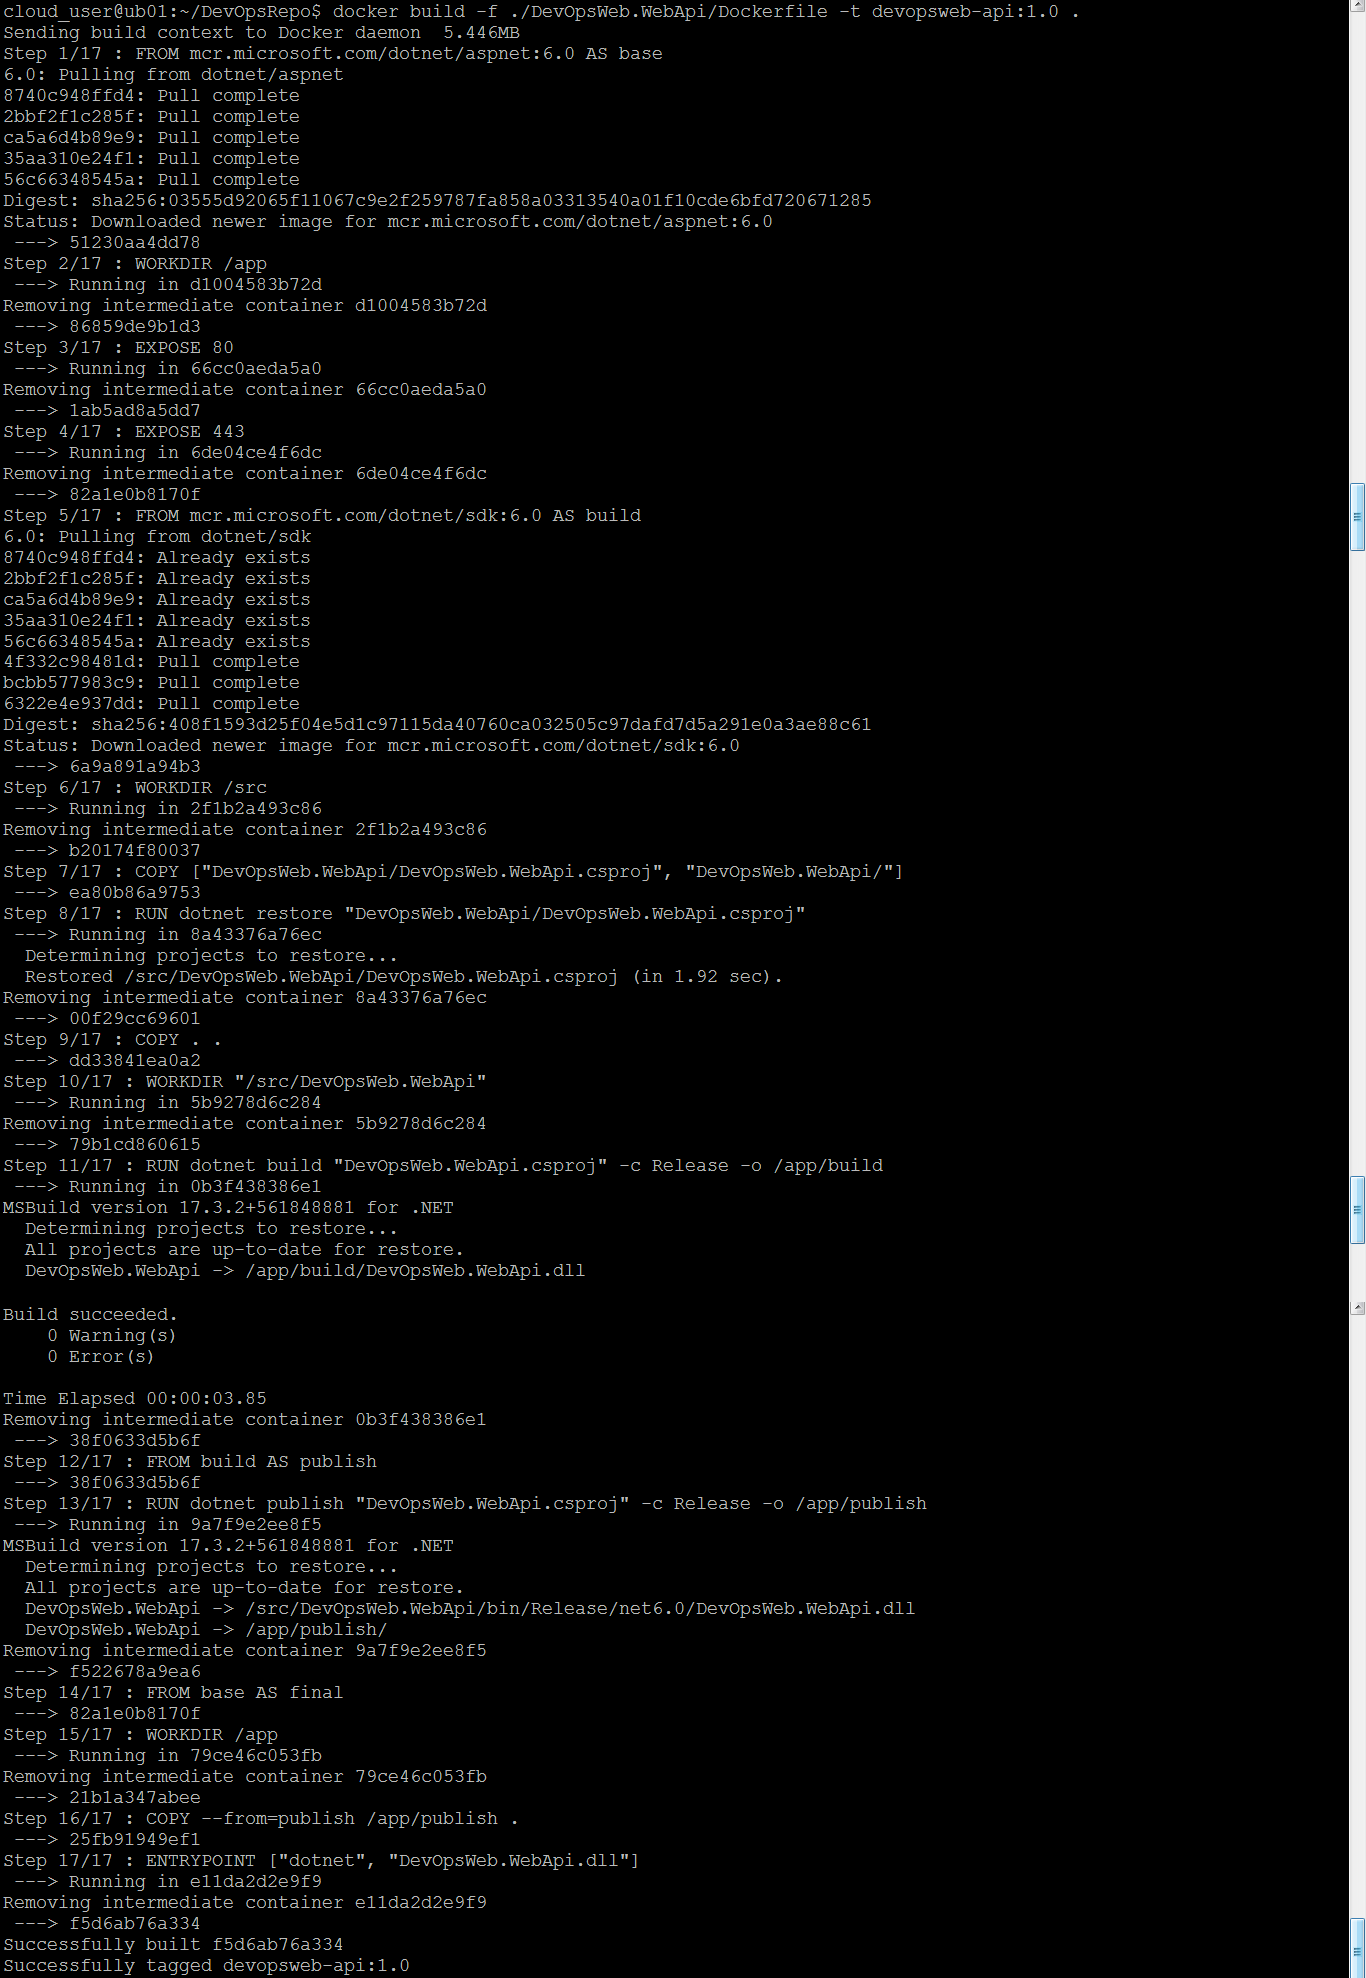 cloud_user@ub01:~/DevOpsRepo$ docker build -f ./DevOpsWeb.WebApi/Dockerfile -t devopsweb-api:1.0 .
Sending build context to Docker daemon  5.446MB
Step 1/17 : FROM mcr.microsoft.com/dotnet/aspnet:6.0 AS base
6.0: Pulling from dotnet/aspnet
8740c948ffd4: Pull complete
2bbf2f1c285f: Pull complete
ca5a6d4b89e9: Pull complete
35aa310e24f1: Pull complete
56c66348545a: Pull complete
Digest: sha256:03555d92065f11067c9e2f259787fa858a03313540a01f10cde6bfd720671285
Status: Downloaded newer image for mcr.microsoft.com/dotnet/aspnet:6.0
 ---> 51230aa4dd78
Step 2/17 : WORKDIR /app
 ---> Running in d1004583b72d
Removing intermediate container d1004583b72d
 ---> 86859de9b1d3
Step 3/17 : EXPOSE 80
 ---> Running in 66cc0aeda5a0
Removing intermediate container 66cc0aeda5a0
 ---> 1ab5ad8a5dd7
Step 4/17 : EXPOSE 443
 ---> Running in 6de04ce4f6dc
Removing intermediate container 6de04ce4f6dc
 ---> 82a1e0b8170f
Step 5/17 : FROM mcr.microsoft.com/dotnet/sdk:6.0 AS build
6.0: Pulling from dotnet/sdk
8740c948ffd4: Already exists
2bbf2f1c285f: Already exists
ca5a6d4b89e9: Already exists
35aa310e24f1: Already exists
56c66348545a: Already exists
4f332c98481d: Pull complete
bcbb577983c9: Pull complete
6322e4e937dd: Pull complete
Digest: sha256:408f1593d25f04e5d1c97115da40760ca032505c97dafd7d5a291e0a3ae88c61
Status: Downloaded newer image for mcr.microsoft.com/dotnet/sdk:6.0
 ---> 6a9a891a94b3
Step 6/17 : WORKDIR /src
 ---> Running in 2f1b2a493c86
Removing intermediate container 2f1b2a493c86
 ---> b20174f80037
Step 7/17 : COPY ["DevOpsWeb.WebApi/DevOpsWeb.WebApi.csproj", "DevOpsWeb.WebApi/"]
 ---> ea80b86a9753
Step 8/17 : RUN dotnet restore "DevOpsWeb.WebApi/DevOpsWeb.WebApi.csproj"
 ---> Running in 8a43376a76ec
  Determining projects to restore...
  Restored /src/DevOpsWeb.WebApi/DevOpsWeb.WebApi.csproj (in 1.92 sec).
Removing intermediate container 8a43376a76ec
 ---> 00f29cc69601
Step 9/17 : COPY . .
 ---> dd33841ea0a2
Step 10/17 : WORKDIR "/src/DevOpsWeb.WebApi"
 ---> Running in 5b9278d6c284
Removing intermediate container 5b9278d6c284
 ---> 79b1cd860615
Step 11/17 : RUN dotnet build "DevOpsWeb.WebApi.csproj" -c Release -o /app/build
 ---> Running in 0b3f438386e1
MSBuild version 17.3.2+561848881 for .NET
  Determining projects to restore...
  All projects are up-to-date for restore.
  DevOpsWeb.WebApi -> /app/build/DevOpsWeb.WebApi.dll

Build succeeded.
    0 Warning(s)
    0 Error(s)

Time Elapsed 00:00:03.85
Removing intermediate container 0b3f438386e1
 ---> 38f0633d5b6f
Step 12/17 : FROM build AS publish
 ---> 38f0633d5b6f
Step 13/17 : RUN dotnet publish "DevOpsWeb.WebApi.csproj" -c Release -o /app/publish
 ---> Running in 9a7f9e2ee8f5
MSBuild version 17.3.2+561848881 for .NET
  Determining projects to restore...
  All projects are up-to-date for restore.
  DevOpsWeb.WebApi -> /src/DevOpsWeb.WebApi/bin/Release/net6.0/DevOpsWeb.WebApi.dll
  DevOpsWeb.WebApi -> /app/publish/
Removing intermediate container 9a7f9e2ee8f5
 ---> f522678a9ea6
Step 14/17 : FROM base AS final
 ---> 82a1e0b8170f
Step 15/17 : WORKDIR /app
 ---> Running in 79ce46c053fb
Removing intermediate container 79ce46c053fb
 ---> 21b1a347abee
Step 16/17 : COPY --from=publish /app/publish .
 ---> 25fb91949ef1
Step 17/17 : ENTRYPOINT ["dotnet", "DevOpsWeb.WebApi.dll"]
 ---> Running in e11da2d2e9f9
Removing intermediate container e11da2d2e9f9
 ---> f5d6ab76a334
Successfully built f5d6ab76a334
Successfully tagged devopsweb-api:1.0